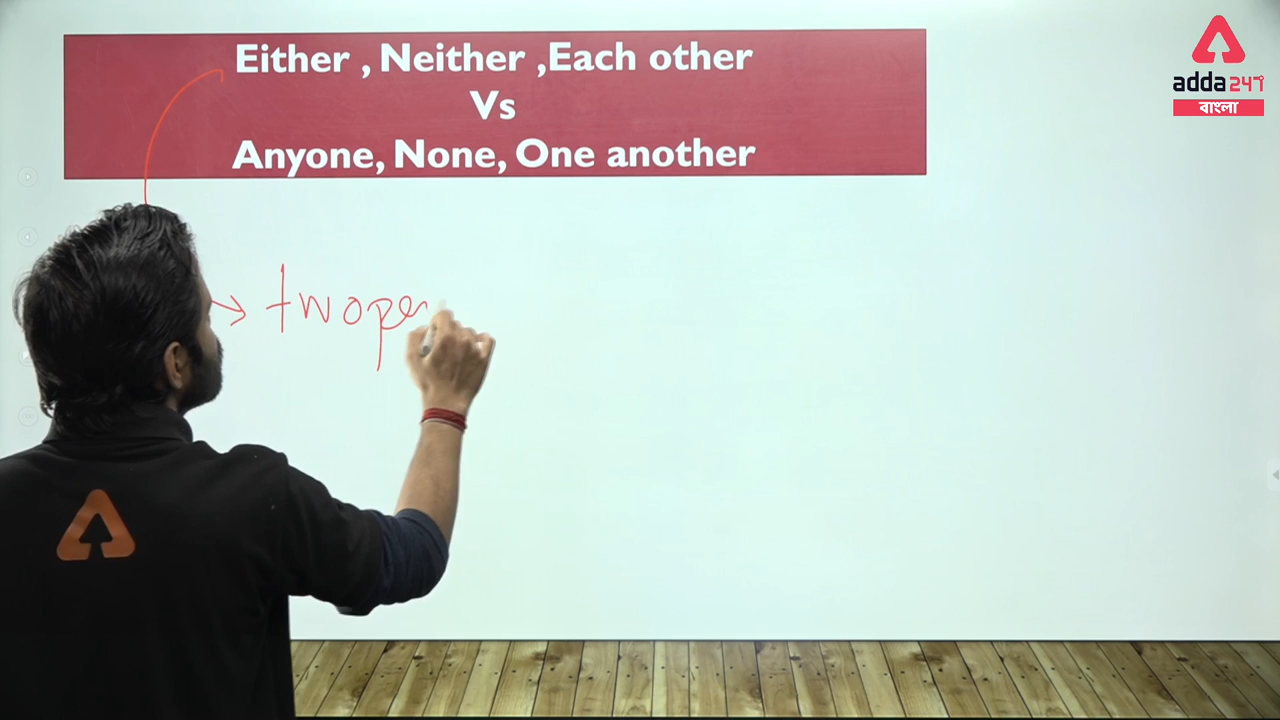 Either , Neither ,Each other
Vs
Anyone, None, One another
adda247
বাংলা
two per